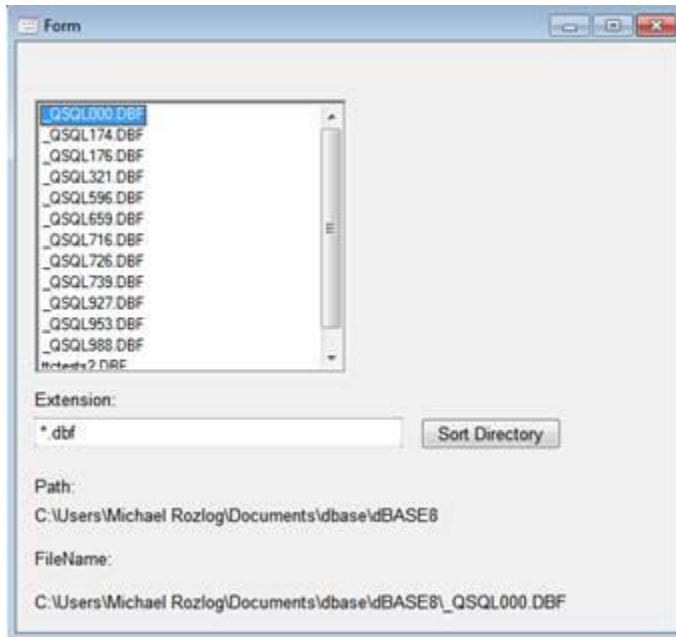 Form
_QSQL000.DBF
_QSQL174.DBF
_QSQL176.DBF
_QSQL321.DBF
_QSQL596.DBF
_QSQL659.DBF
_QSQL716.DBF
_QSQL726.DBF
_QSQL739.DBF
_QSQL927.DBF
_QSQL953.DBF
_QSQL988.DBF
Extension:
*.dbf
Sort Directory
Path:
C:\Users\Michael Rozlog\Documents\dbase\dBASE8
FileName:
C:\Users\Michael Rozlog\Documents\dbase\dBASE8\_QSQL000.DBF